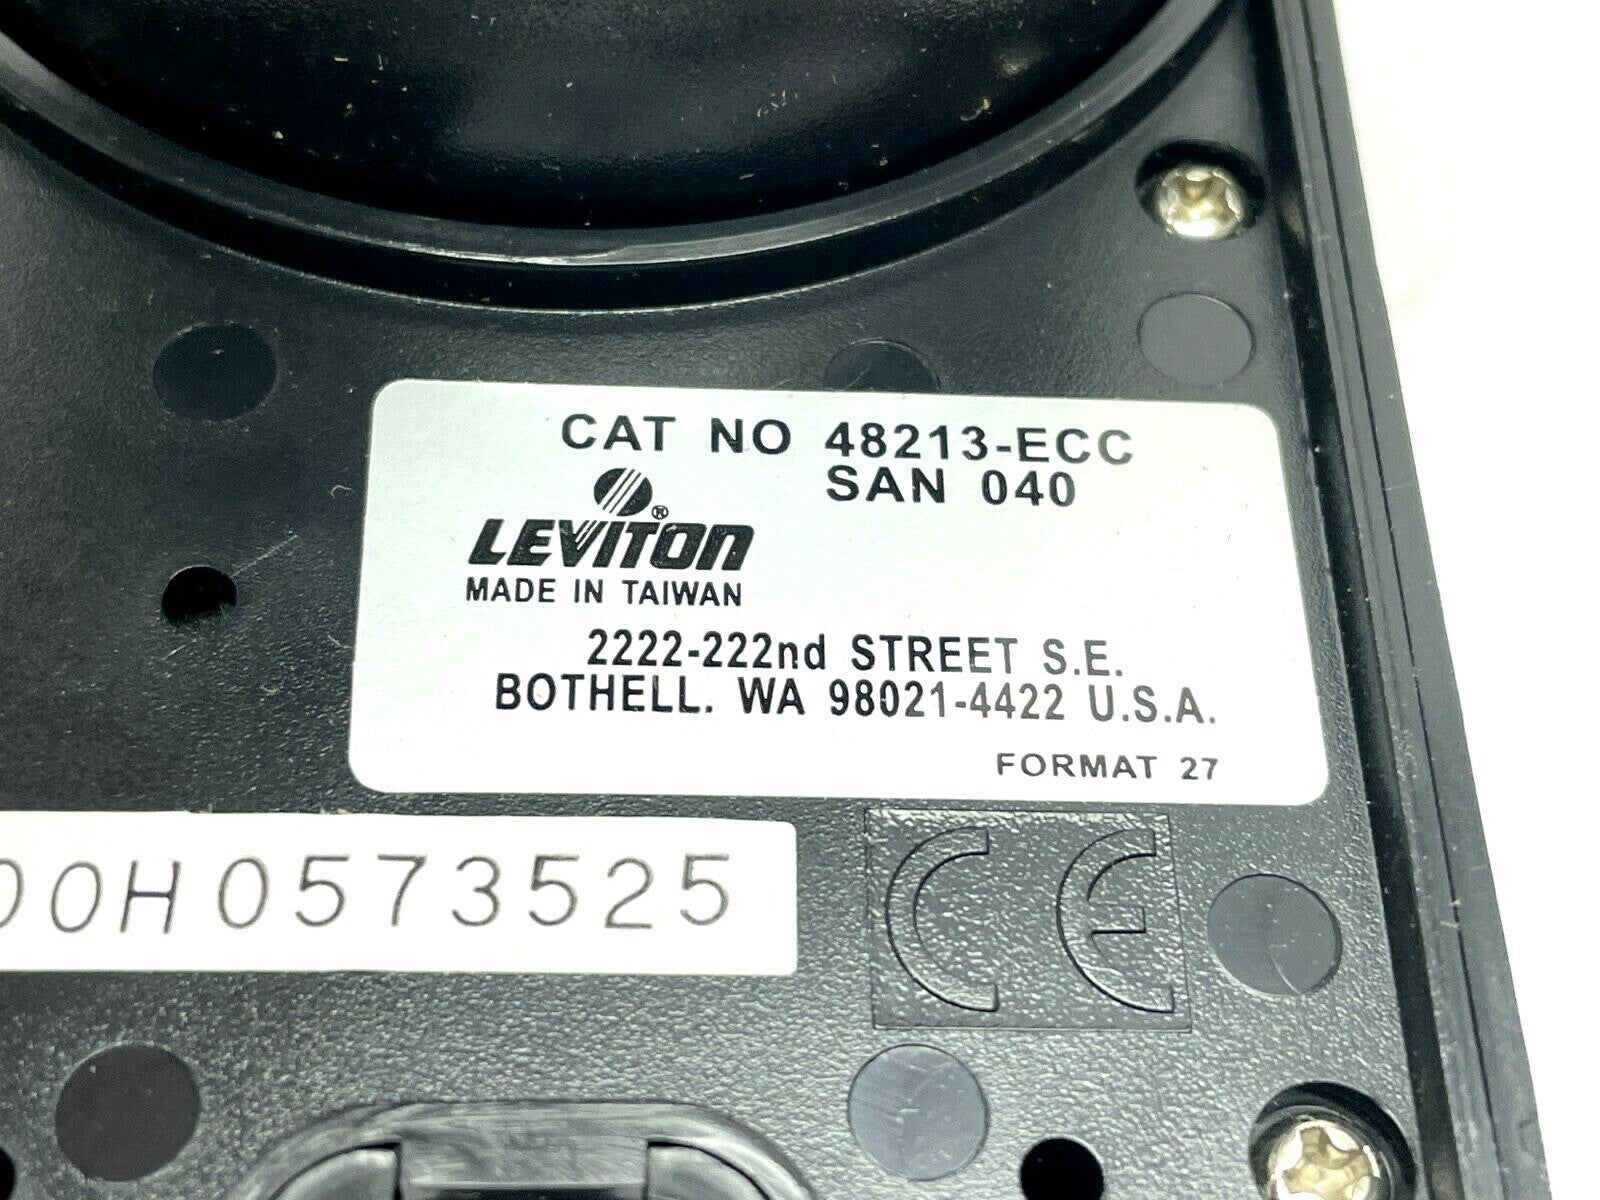 CAT NO 48213-ECC
SAN 040
LEVITON®
MADE IN TAIWAN
2222-222nd STREET S.E.
BOTHELL. WA 98021-4422 U.S.A.
FORMAT 27
00H0573525
CE